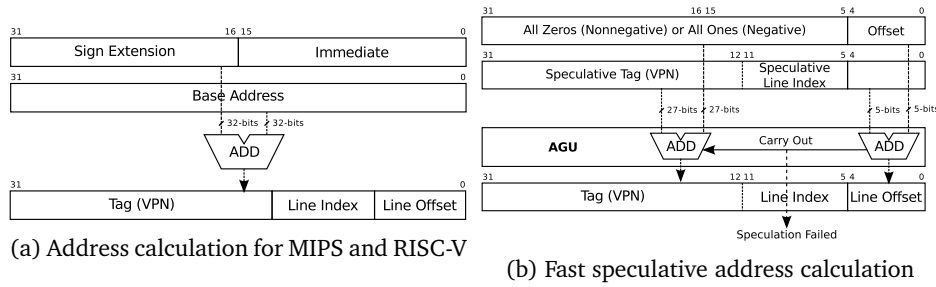 31 16 15 0
Sign Extension Immediate
31 0
Base Address
32-bits 32-bits
ADD
31 0
Tag (VPN) Line Index Line Offset
(a) Address calculation for MIPS and RISC-V
31 16 15 5 4 0
All Zeros (Nonnegative) or All Ones (Negative) Offset
31 12 11 5 4 0
Speculative Tag (VPN) Speculative Line Index
27-bits 27-bits 5-bits 5-bits
AGU ADD Carry Out ADD
31 12 11 5 4 0
Tag (VPN) Line Index Line Offset
Speculation Failed
(b) Fast speculative address calculation